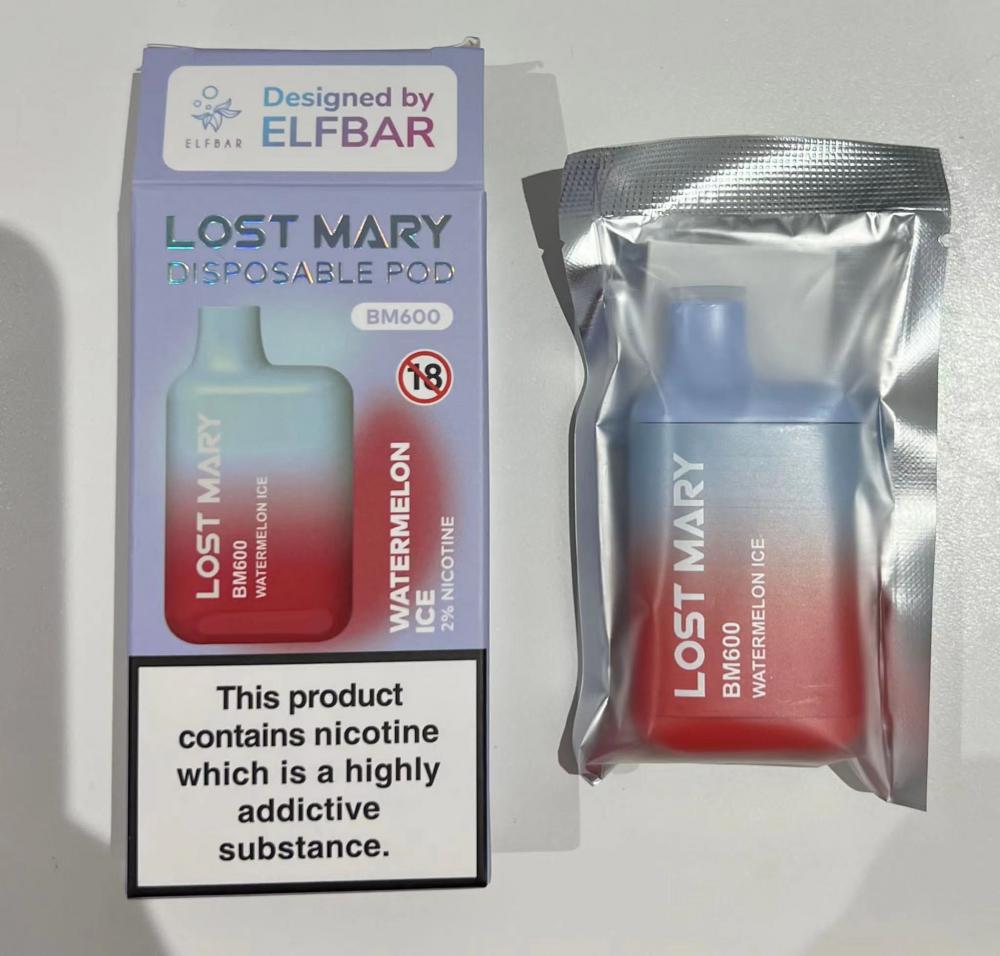 ELFBAR
Designed by
ELFBAR
LOST MARY
DISPOSABLE POD
BM600
18
LOST MARY
BM600
WATERMELON ICE
WATERMELON
ICE
2% NICOTINE
This product
contains nicotine
which is a highly
addictive
substance.
LOST MARY
BM600
WATERMELON ICE